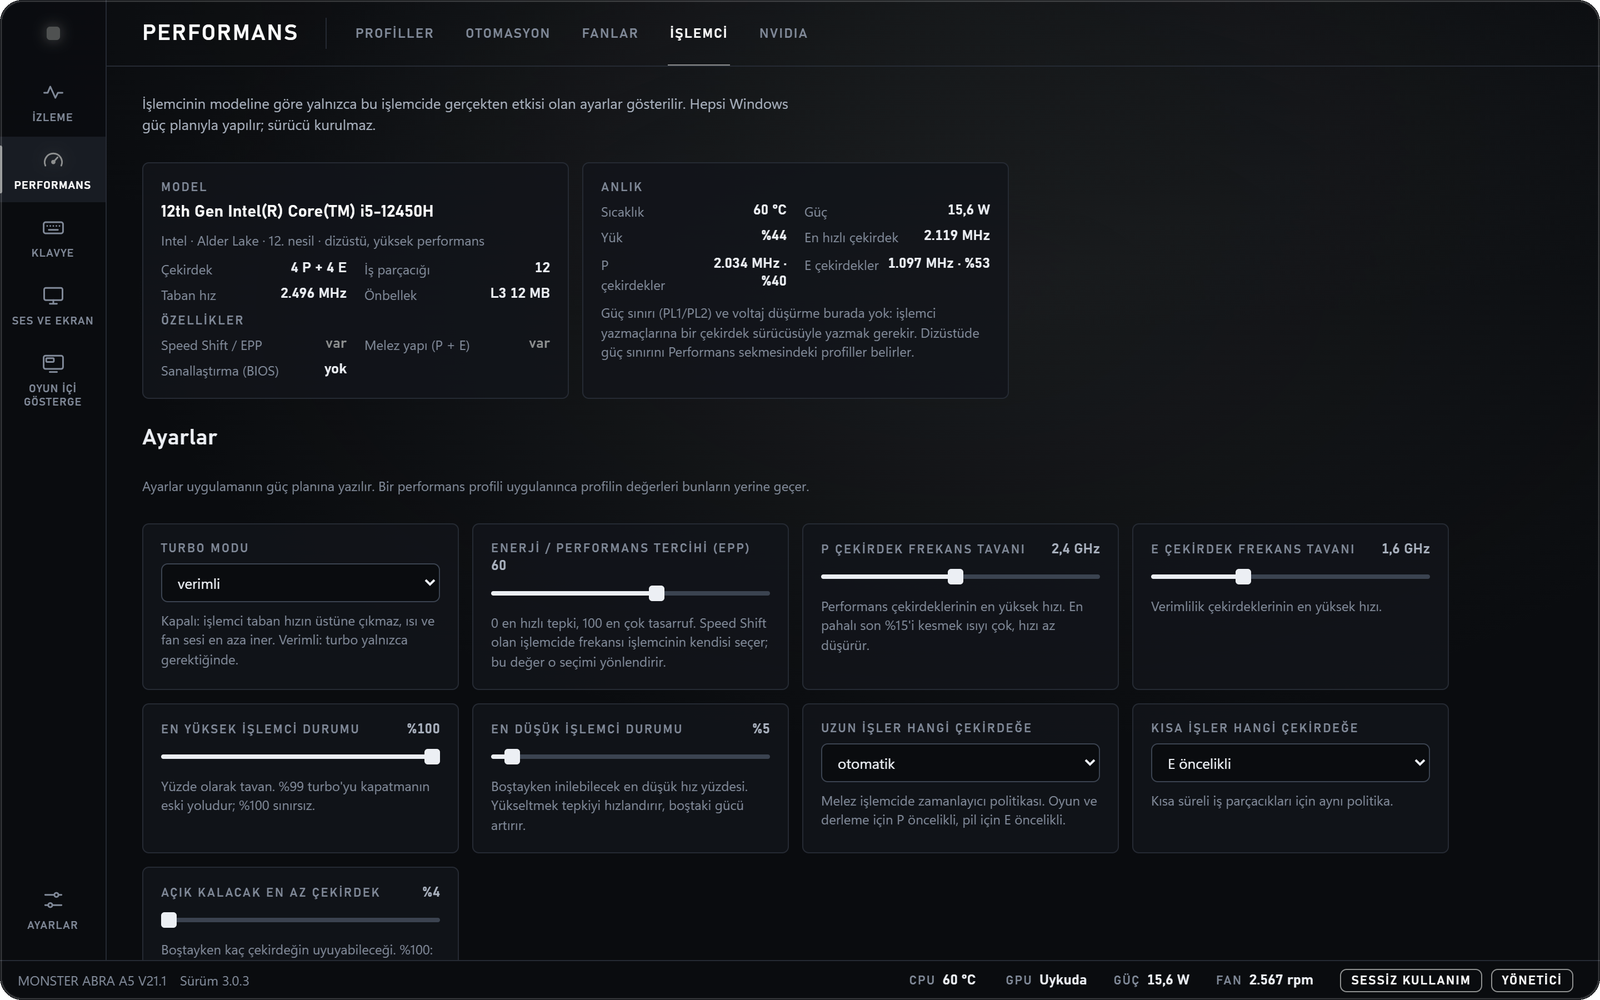 PERFORMANS
PROFİLLER
OTOMASYON
FANLAR
İŞLEMCİ
NVIDIA
İZLEME
PERFORMANS
KLAVYE
SES VE EKRAN
OYUN İÇİ
GÖSTERGE
AYARLAR
İşlemcinin modeline göre yalnızca bu işlemcide gerçekten etkisi olan ayarlar gösterilir. Hepsi Windows
güç planıyla yapılır; sürücü kurulmaz.
MODEL
12th Gen Intel(R) Core(TM) i5-12450H
Intel · Alder Lake · 12. nesil · dizüstü, yüksek performans
Çekirdek 4 P + 4 E İş parçacığı 12
Taban hız 2.496 MHz Önbellek L3 12 MB
ÖZELLİKLER
Speed Shift / EPP var Melez yapı (P + E) var
Sanallaştırma (BIOS) yok
ANLIK
Sıcaklık 60 °C Güç 15,6 W
Yük %44 En hızlı çekirdek 2.119 MHz
P
çekirdekler
2.034 MHz ·
%40
E çekirdekler 1.097 MHz · %53
Güç sınırı (PL1/PL2) ve voltaj düşürme burada yok: işlemci
yazmaçlarına bir çekirdek sürücüsüyle yazmak gerekir. Dizüstüde
güç sınırını Performans sekmesindeki profiller belirler.
Ayarlar
Ayarlar uygulamanın güç planına yazılır. Bir performans profili uygulanınca profilin değerleri bunların yerine geçer.
TURBO MODU
verimli
Kapalı: işlemci taban hızın üstüne çıkmaz, ısı ve
fan sesi en aza iner. Verimli: turbo yalnızca
gerektiğinde.
ENERJİ / PERFORMANS TERCİHİ (EPP)
60
0 en hızlı tepki, 100 en çok tasarruf. Speed Shift
olan işlemcide frekansı işlemcinin kendisi seçer;
bu değer o seçimi yönlendirir.
P ÇEKİRDEK FREKANS TAVANI 2,4 GHz
Performans çekirdeklerinin en yüksek hızı. En
pahalı son %15'i kesmek ısıyı çok, hızı az
düşürür.
E ÇEKİRDEK FREKANS TAVANI 1,6 GHz
Verimlilik çekirdeklerinin en yüksek hızı.
EN YÜKSEK İŞLEMCİ DURUMU %100
Yüzde olarak tavan. %99 turbo'yu kapatmanın
eski yoludur; %100 sınırsız.
EN DÜŞÜK İŞLEMCİ DURUMU %5
Boştayken inilebilecek en düşük hız yüzdesi.
Yükseltmek tepkiyi hızlandırır, boştaki gücü
artırır.
UZUN İŞLER HANGİ ÇEKİRDEĞE
otomatik
Melez işlemcide zamanlayıcı politikası. Oyun ve
derleme için P öncelikli, pil için E öncelikli.
KISA İŞLER HANGİ ÇEKİRDEĞE
E öncelikli
Kısa süreli iş parçacıkları için aynı politika.
AÇIK KALACAK EN AZ ÇEKİRDEK %4
Boştayken kaç çekirdeğin uyuyabileceği. %100:
MONSTER ABRA A5 V21.1 Sürüm 3.0.3
CPU 60 °C GPU Uykuda GÜÇ 15,6 W FAN 2.567 rpm
SESSİZ KULLANIM
YÖNETİCİ